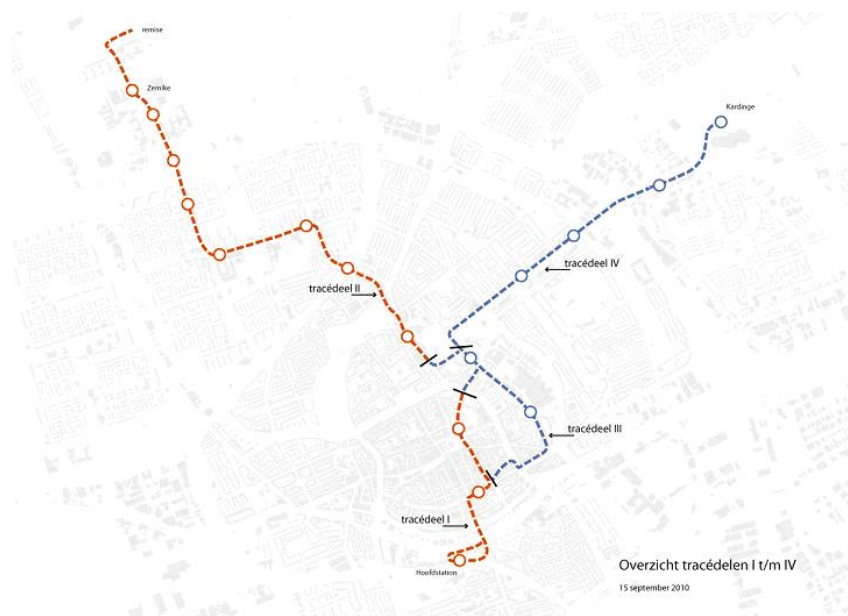 remise
Zernike
Kardinge
tracédeel IV
tracédeel II
tracédeel III
tracédeel I
Overzicht tracédelen I t/m IV
Hoofdstation
15 september 2010